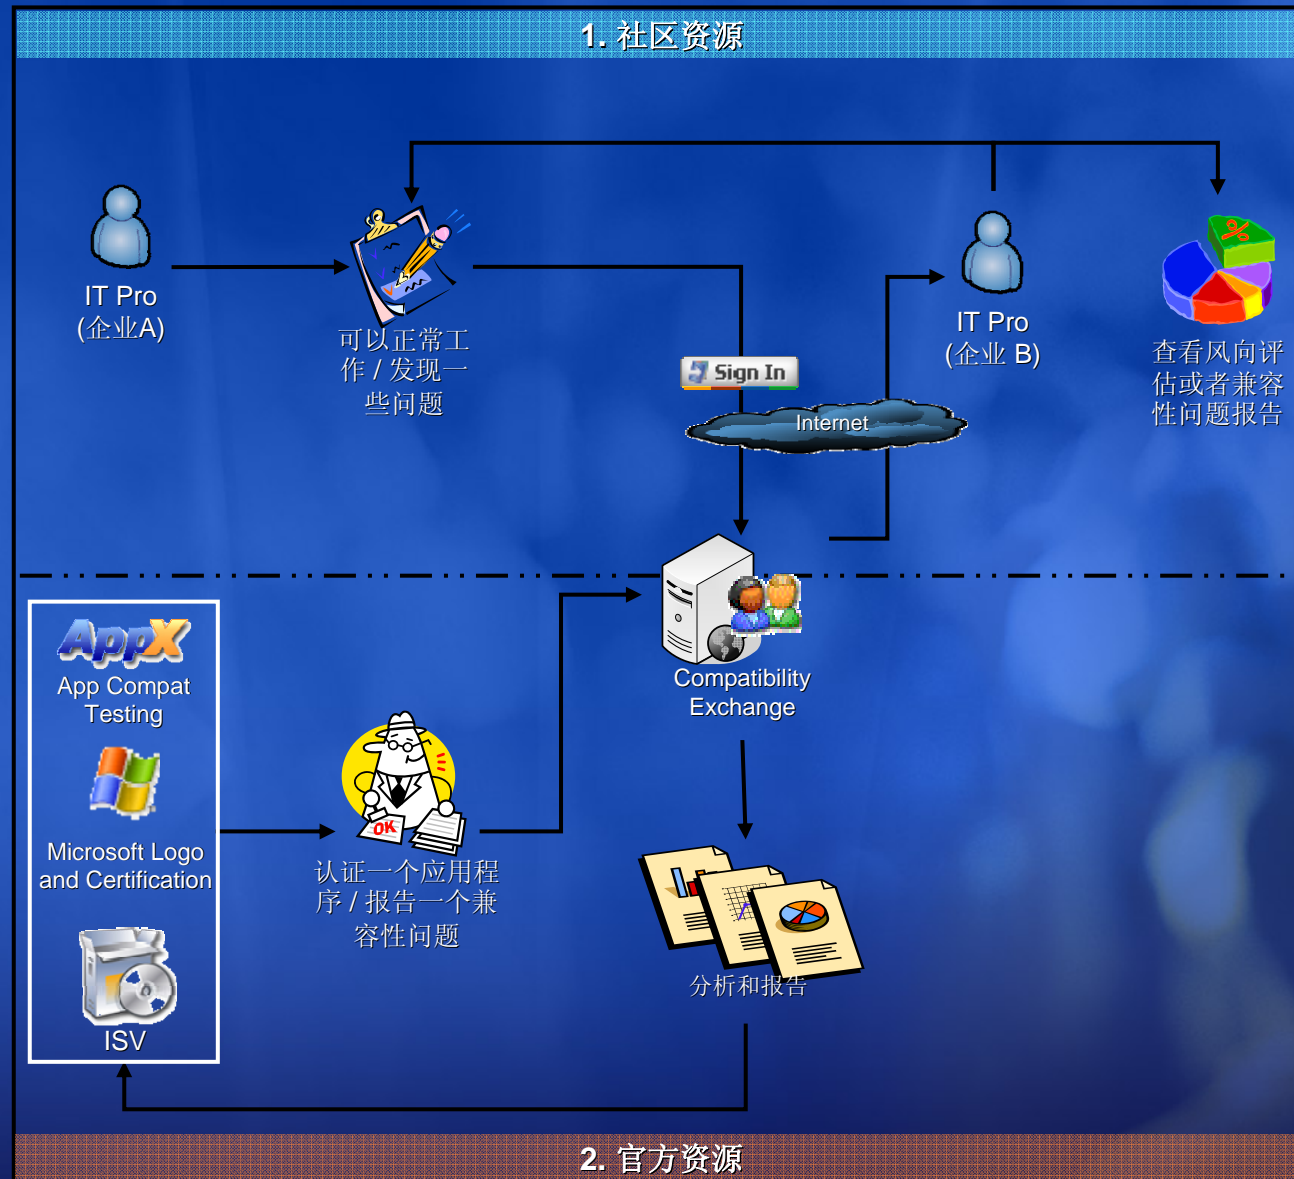 1. 社区资源
IT Pro
(企业A)
可以正常工
作 / 发现一
些问题
Sign In
Internet
IT Pro
(企业 B)
%
查看风向评
估或者兼容
性问题报告
AppX
App Compat
Testing
Microsoft Logo
and Certification
ISV
OK
认证一个应用程
序 / 报告一个兼
容性问题
Compatibility
Exchange
分析和报告
2. 官方资源